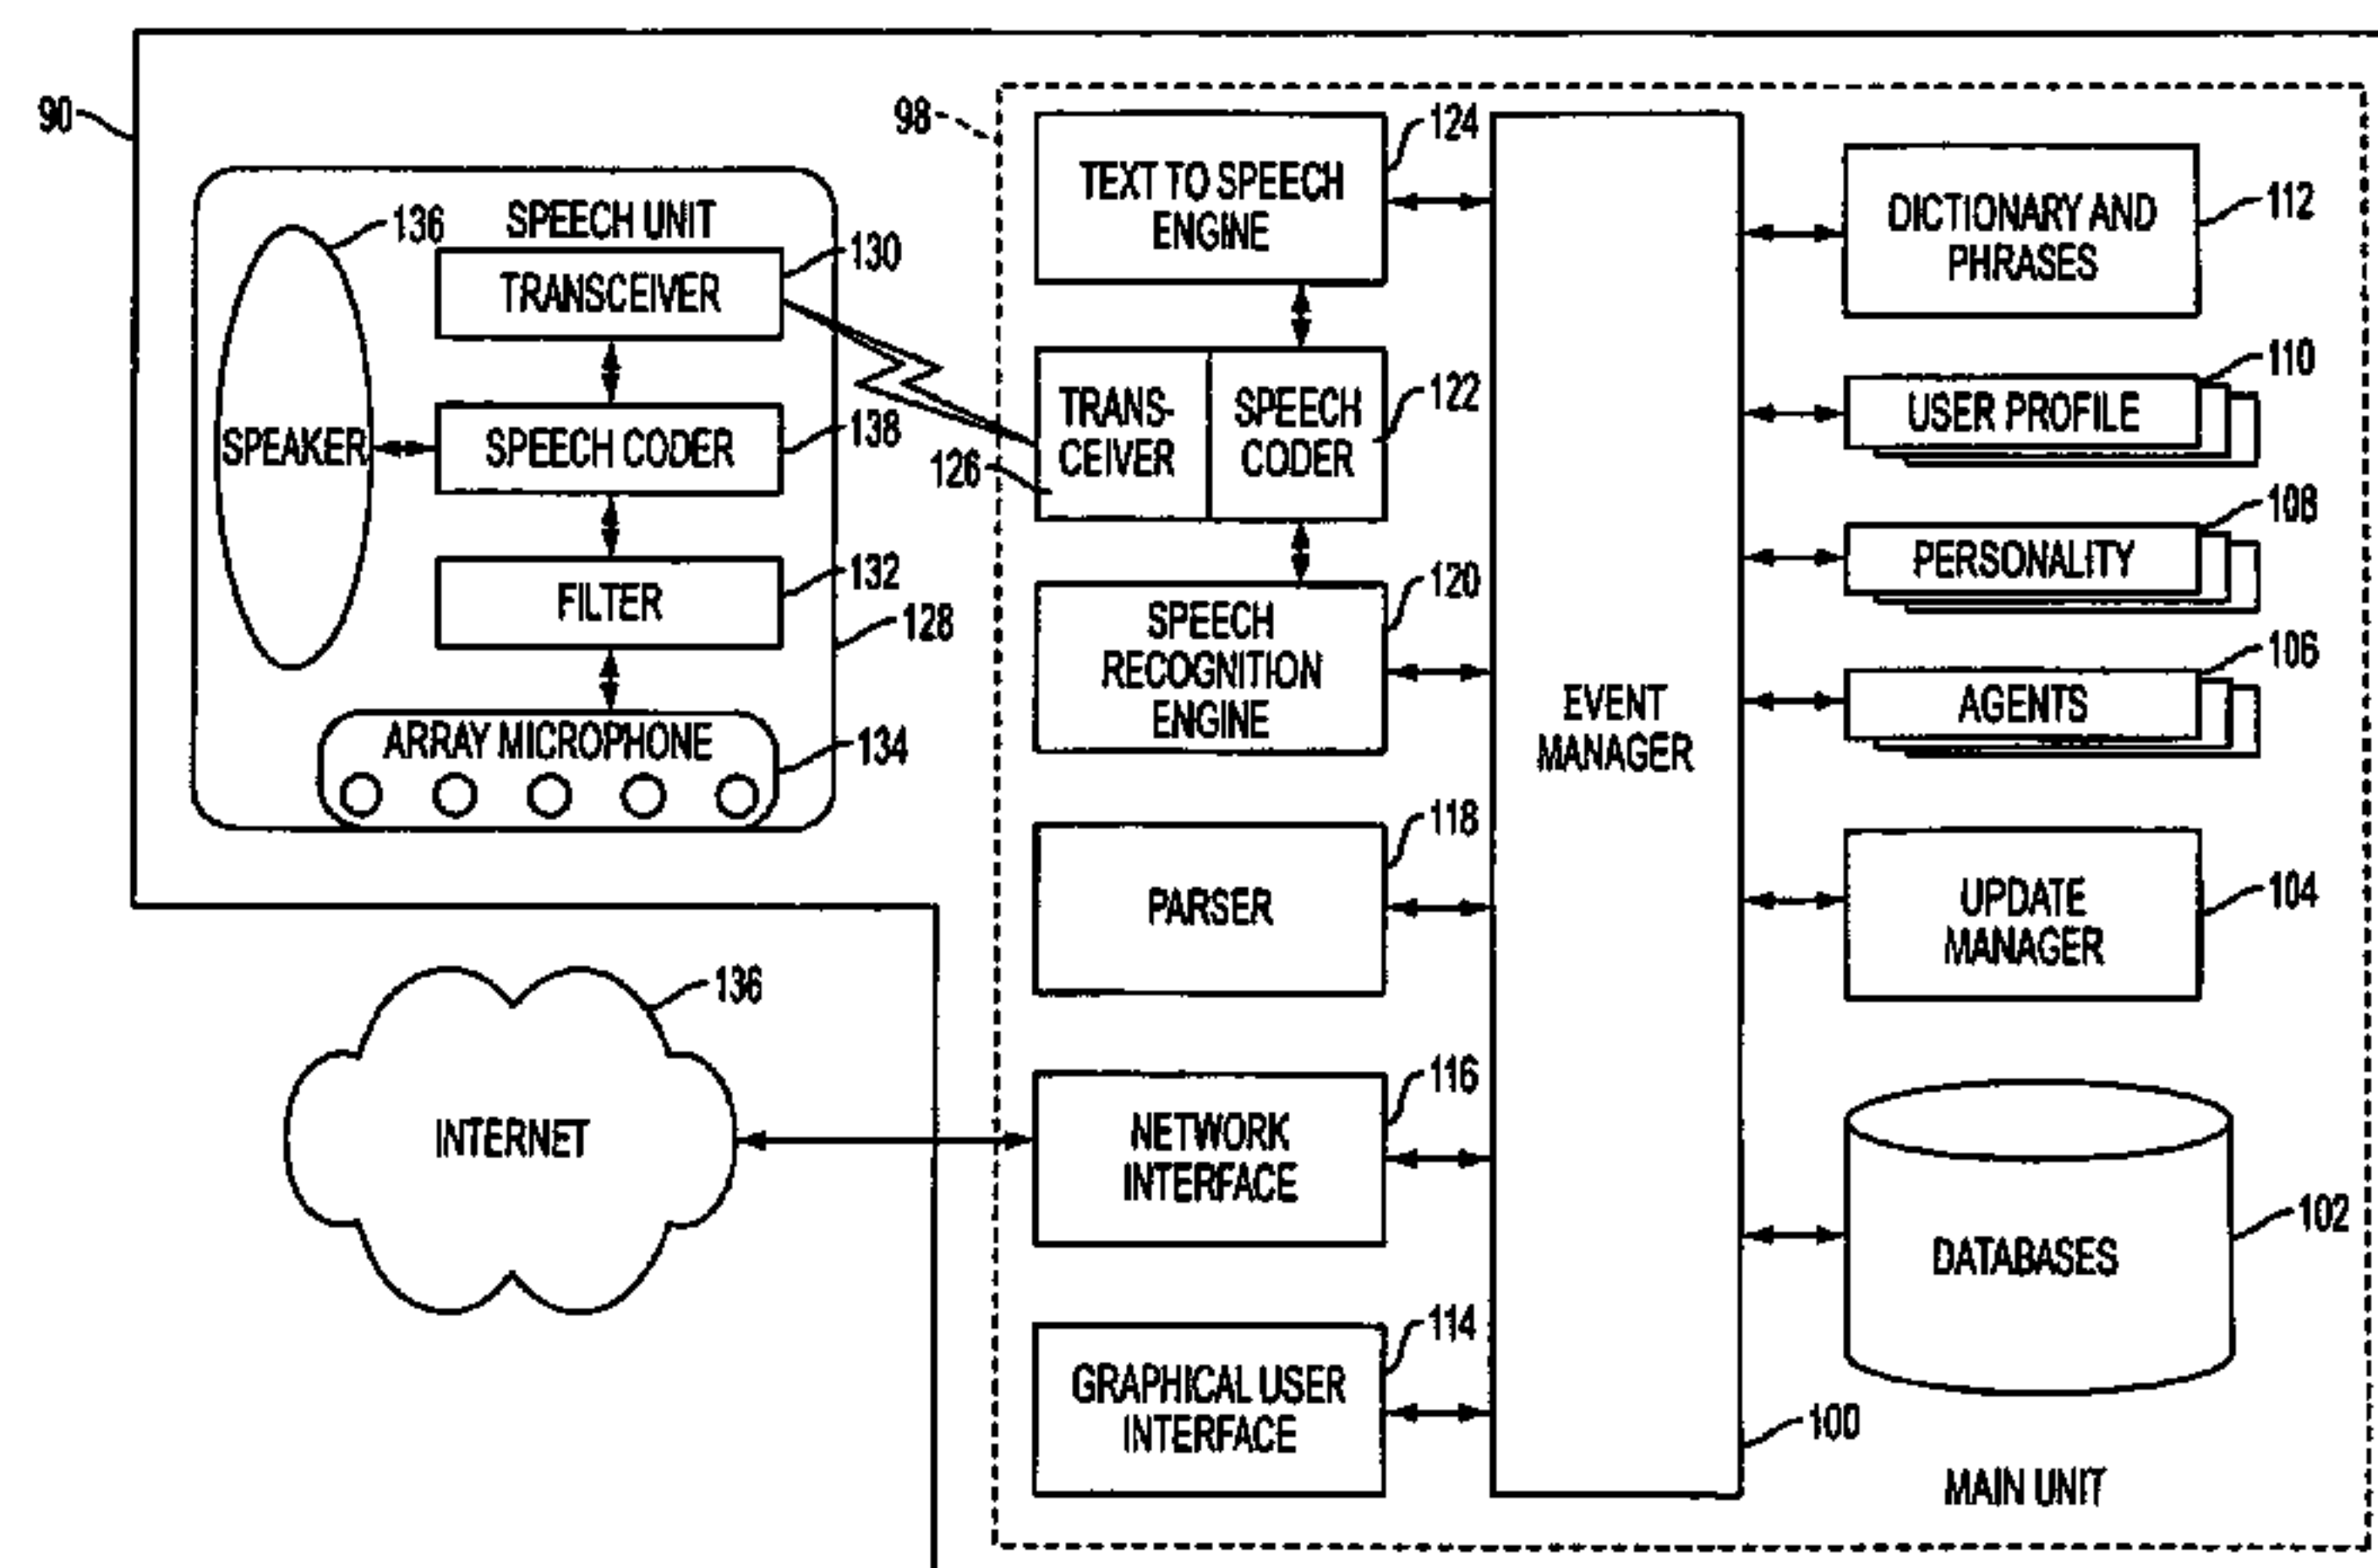 90
98
SPEECH UNIT
136
TRANSCEIVER
130
SPEAKER
SPEECH CODER
138
FILTER
132
128
ARRAY MICROPHONE
134
INTERNET
136
TEXT TO SPEECH
ENGINE
124
TRANS-
CEIVER
126
SPEECH
CODER
122
SPEECH
RECOGNITION
ENGINE
120
PARSER
118
NETWORK
INTERFACE
116
GRAPHICAL USER
INTERFACE
114
EVENT
MANAGER
100
DICTIONARY AND
PHRASES
112
USER PROFILE
110
PERSONALITY
108
AGENTS
106
UPDATE
MANAGER
104
DATABASES
102
MAIN UNIT